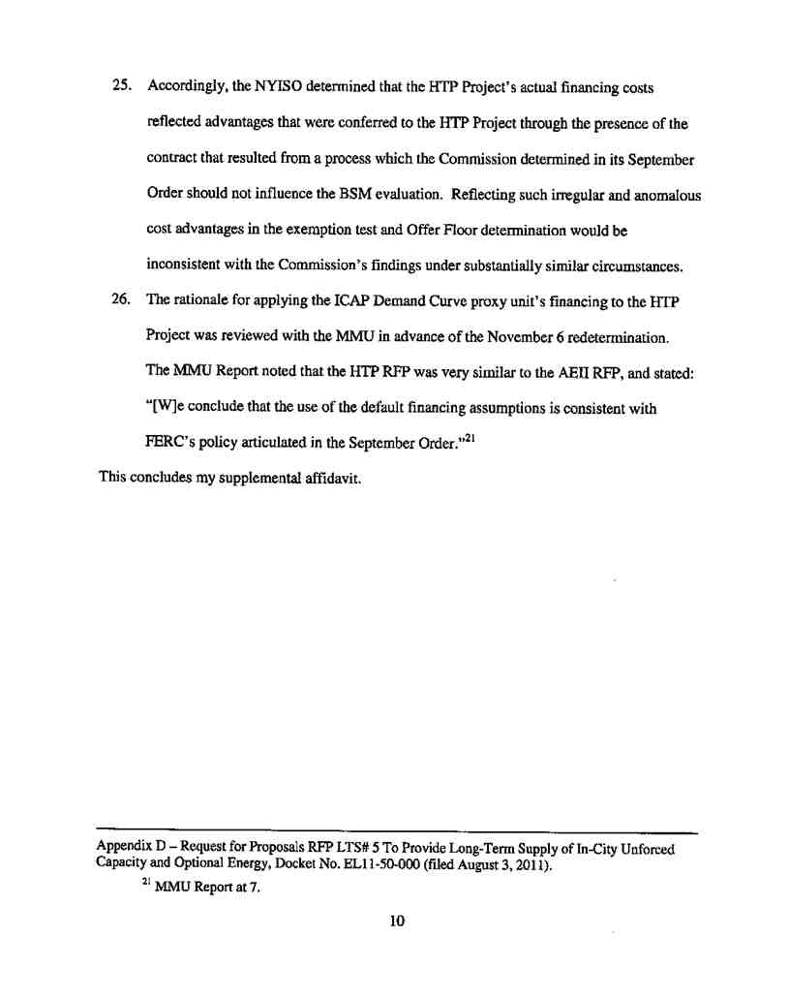 25. Accordingly, the NYISO determined that the HTP Project's actual financing costs
reflected advantages that were conferred to the HTP Project through the presence of the
contract that resulted from a process which the Commission determined in its September
Order should not influence the BSM evaluation. Reflecting such irregular and anomalous
cost advantages in the exemption test and Offer Floor determination would be
inconsistent with the Commission's findings under substantially similar circumstances.
26. The rationale for applying the ICAP Demand Curve proxy unit's financing to the HTP
Project was reviewed with the MMU in advance of the November 6 redetermination.
The MMU Report noted that the HTP RFP was very similar to the AEII RFP, and stated:
"[W]e conclude that the use of the default financing assumptions is consistent with
FERC's policy articulated in the September Order."21
This concludes my supplemental affidavit.
Appendix D – Request for Proposals RFP LTS# 5 To Provide Long-Term Supply of In-City Unforced
Capacity and Optional Energy, Docket No. EL11-50-000 (filed August 3, 2011).
21 MMU Report at 7.
10